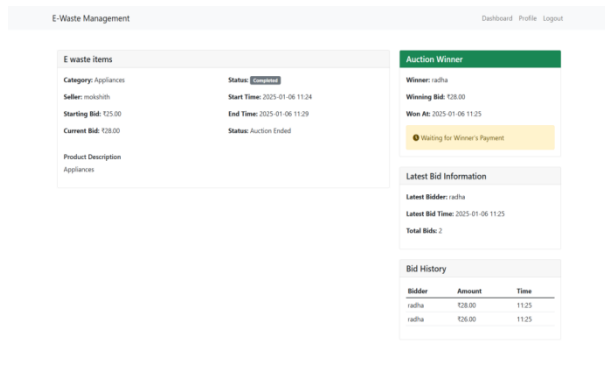 E-Waste Management
Dashboard Profile Logout
E waste items
Category: Appliances
Status: Completed
Seller: mokshith
Start Time: 2025-01-06 11:24
Starting Bid: ₹25.00
End Time: 2025-01-06 11:29
Current Bid: ₹28.00
Status: Auction Ended
Product Description
Appliances
Auction Winner
Winner: radha
Winning Bid: ₹28.00
Won At: 2025-01-06 11:25
Waiting for Winner's Payment
Latest Bid Information
Latest Bidder: radha
Latest Bid Time: 2025-01-06 11:25
Total Bids: 2
Bid History
Bidder Amount Time
radha ₹28.00 11:25
radha ₹26.00 11:25